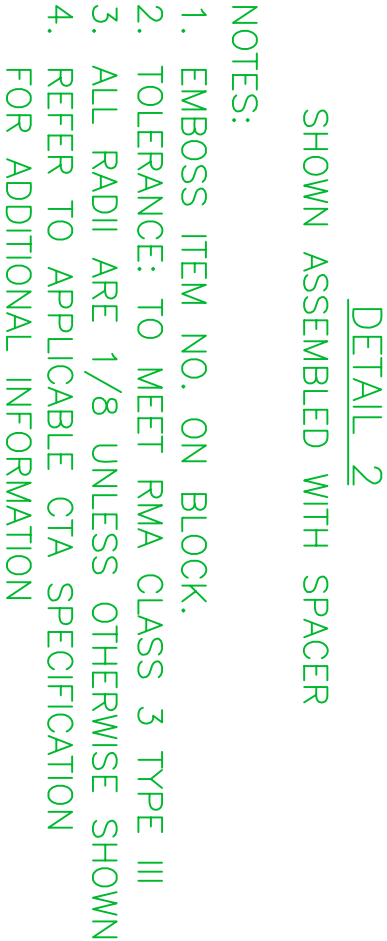 DETAIL 2
SHOWN ASSEMBLED WITH SPACER
NOTES:
1. EMBOSS ITEM NO. ON BLOCK.
2. TOLERANCE: TO MEET RMA CLASS 3 TYPE III
3. ALL RADII ARE 1/8 UNLESS OTHERWISE SHOWN
4. REFER TO APPLICABLE CTA SPECIFICATION
FOR ADDITIONAL INFORMATION